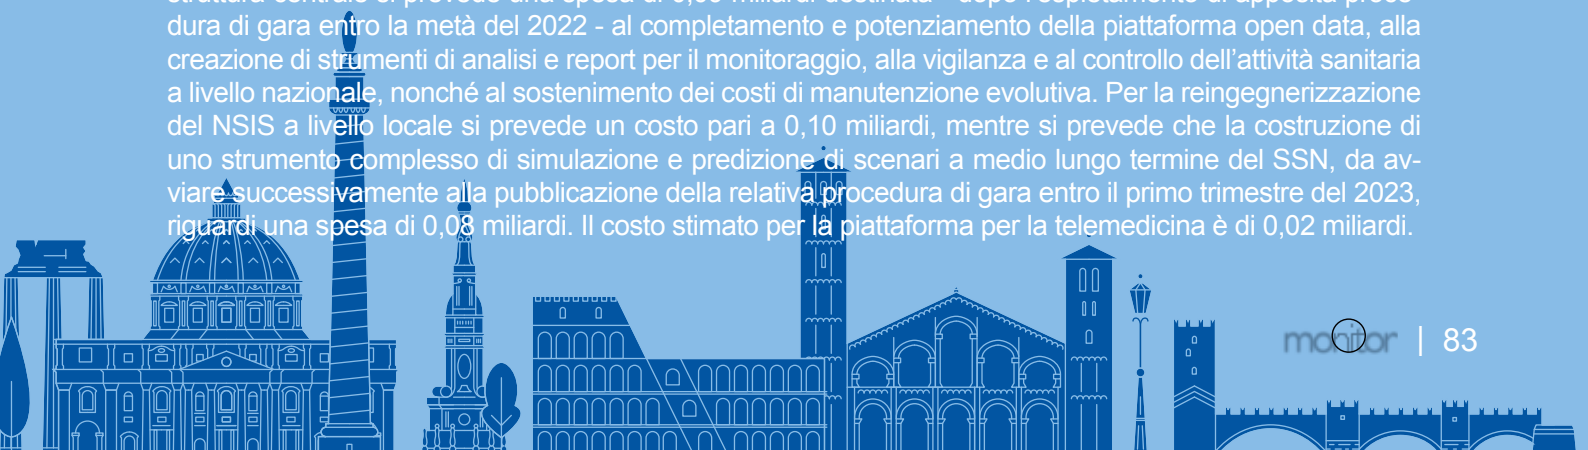 dura di gara entro la metà del 2022 - al completamento e potenziamento della piattaforma open data, alla
creazione di strumenti di analisi e report per il monitoraggio, alla vigilanza e al controllo dell'attività sanitaria
a livello nazionale, nonché al sostenimento dei costi di manutenzione evolutiva. Per la reingegnerizzazione
del NSIS a livello locale si prevede un costo pari a 0,10 miliardi, mentre si prevede che la costruzione di
uno strumento complesso di simulazione e predizione di scenari a medio lungo termine del SSN, da av-
viare successivamente alla pubblicazione della relativa procedura di gara entro il primo trimestre del 2023,
riguardi una spesa di 0,08 miliardi. Il costo stimato per la piattaforma per la telemedicina è di 0,02 miliardi.
monitor | 83